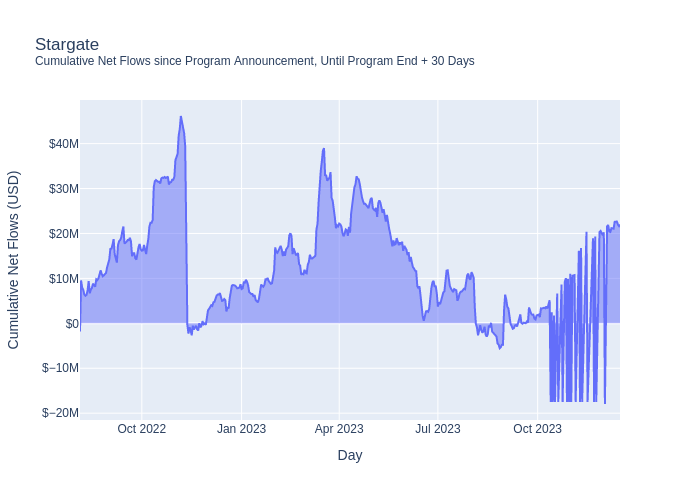 Stargate
Cumulative Net Flows since Program Announcement, Until Program End + 30 Days
Cumulative Net Flows (USD)
$40M
$30M
$20M
$10M
$0
$−10M
$−20M
Oct 2022
Jan 2023
Apr 2023
Jul 2023
Oct 2023
Day